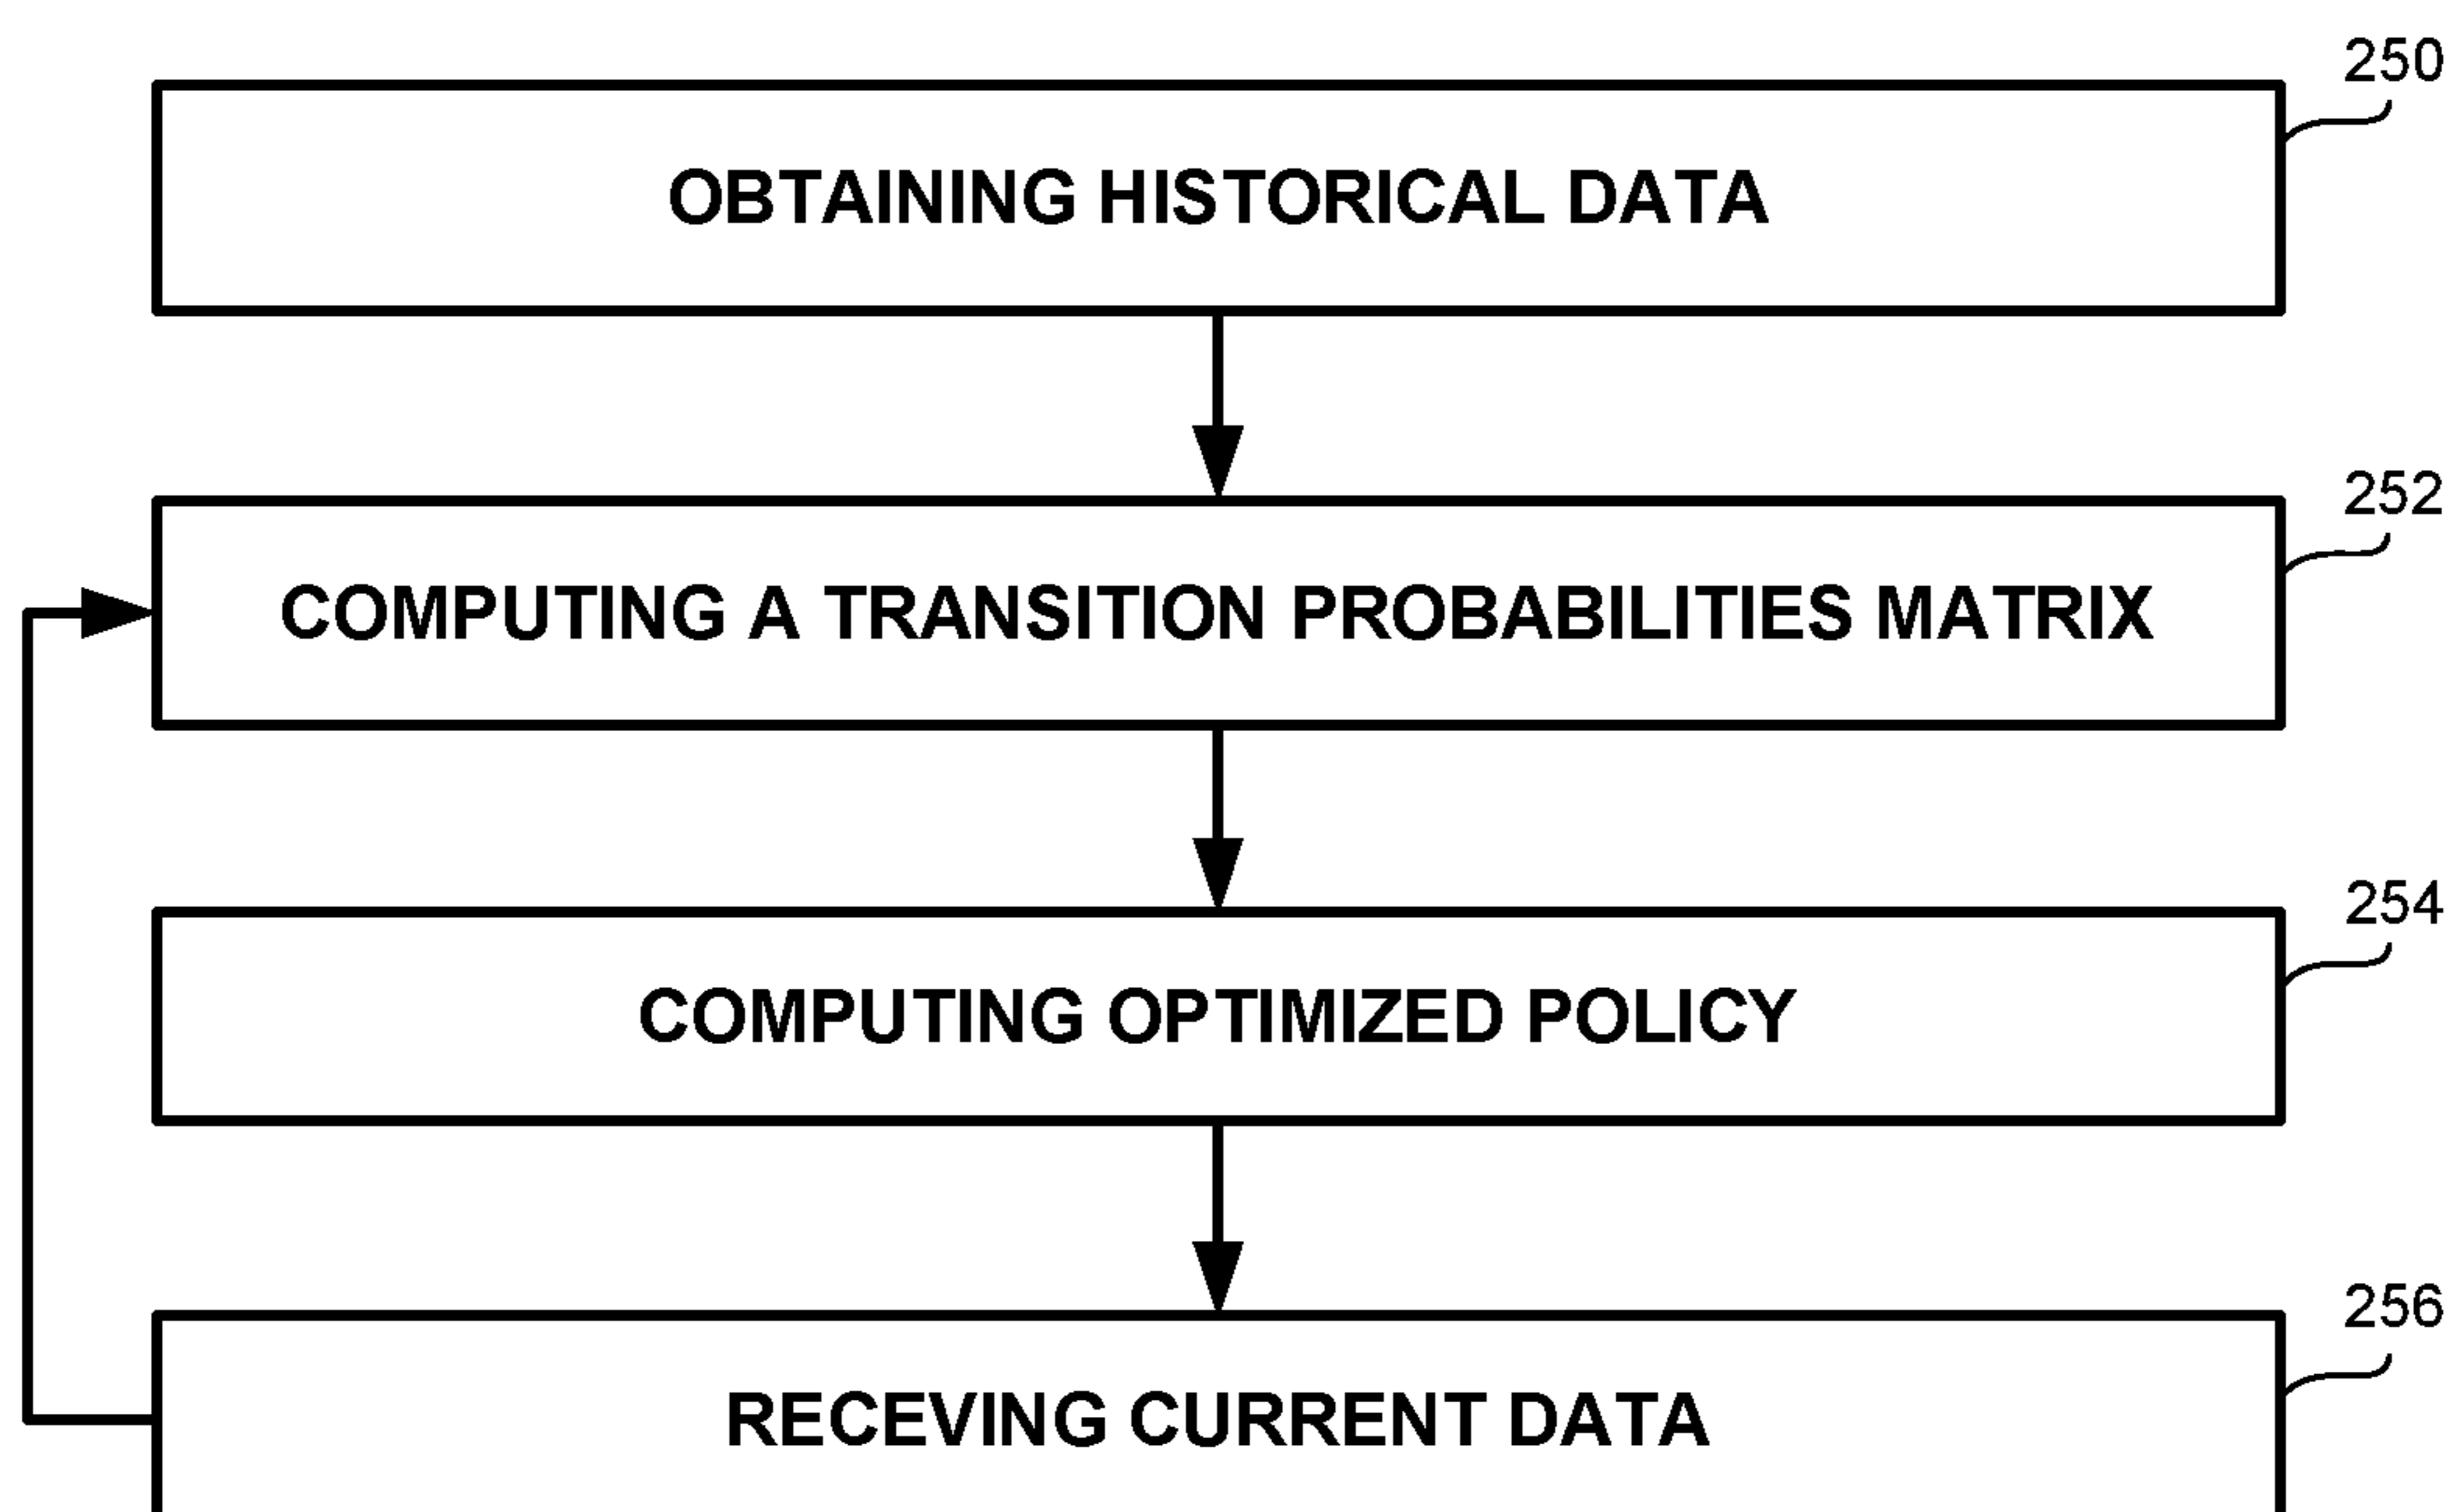 250
OBTAINING HISTORICAL DATA
252
COMPUTING A TRANSITION PROBABILITIES MATRIX
254
COMPUTING OPTIMIZED POLICY
256
RECEVING CURRENT DATA